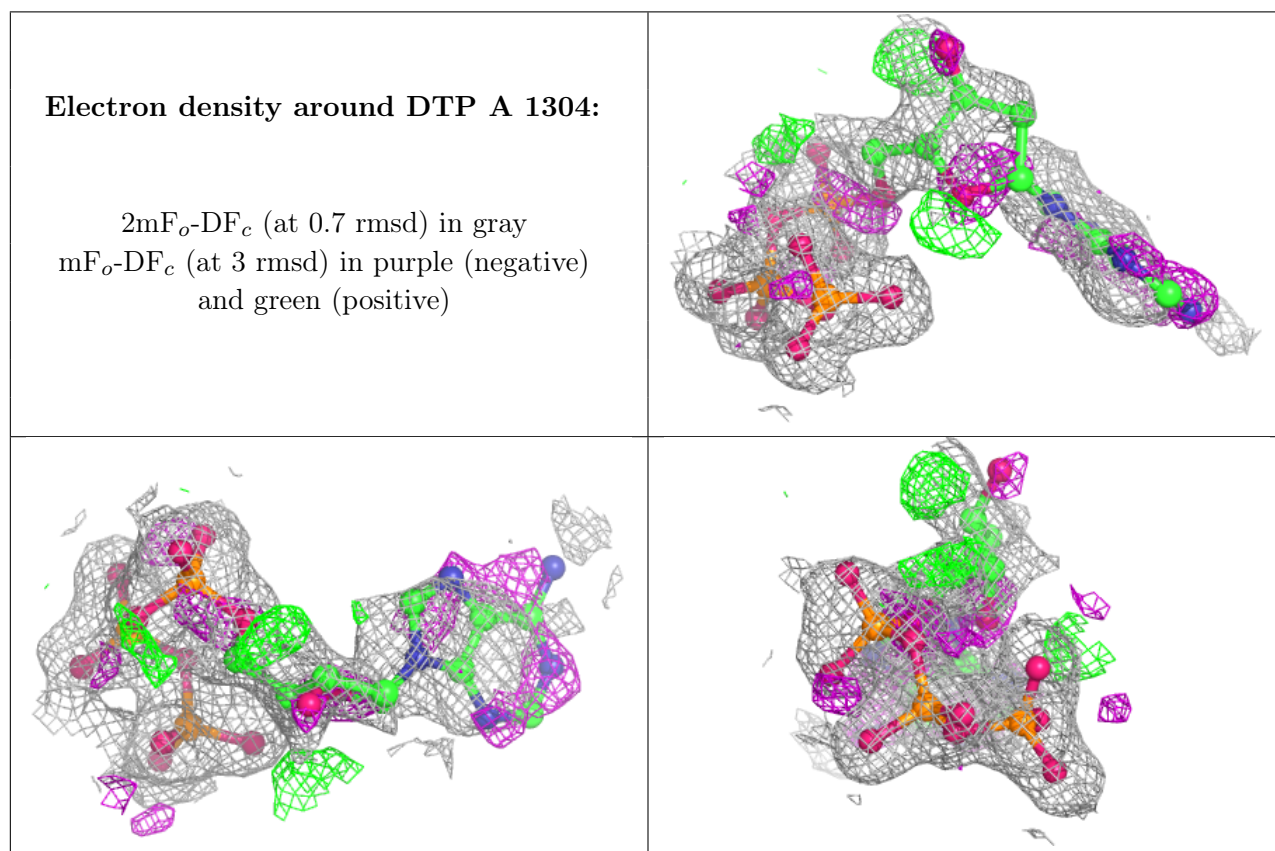 Electron density around DTP A 1304:
2mFₒ-DF𝒸 (at 0.7 rmsd) in gray
mFₒ-DF𝒸 (at 3 rmsd) in purple (negative)
and green (positive)